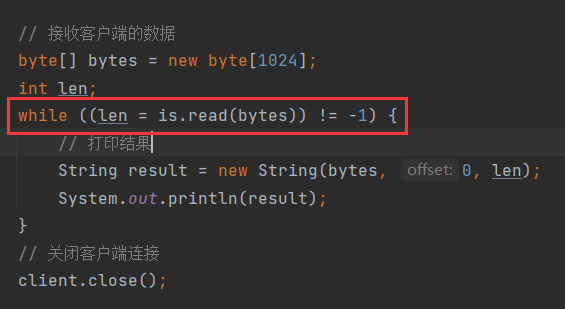 // 接收客户端的数据
byte[] bytes = new byte[1024];
int len;
while ((len = is.read(bytes)) != -1) {
// 打印结果
String result = new String(bytes, offset: 0, len);
System.out.println(result);
}
// 关闭客户端连接
client.close();